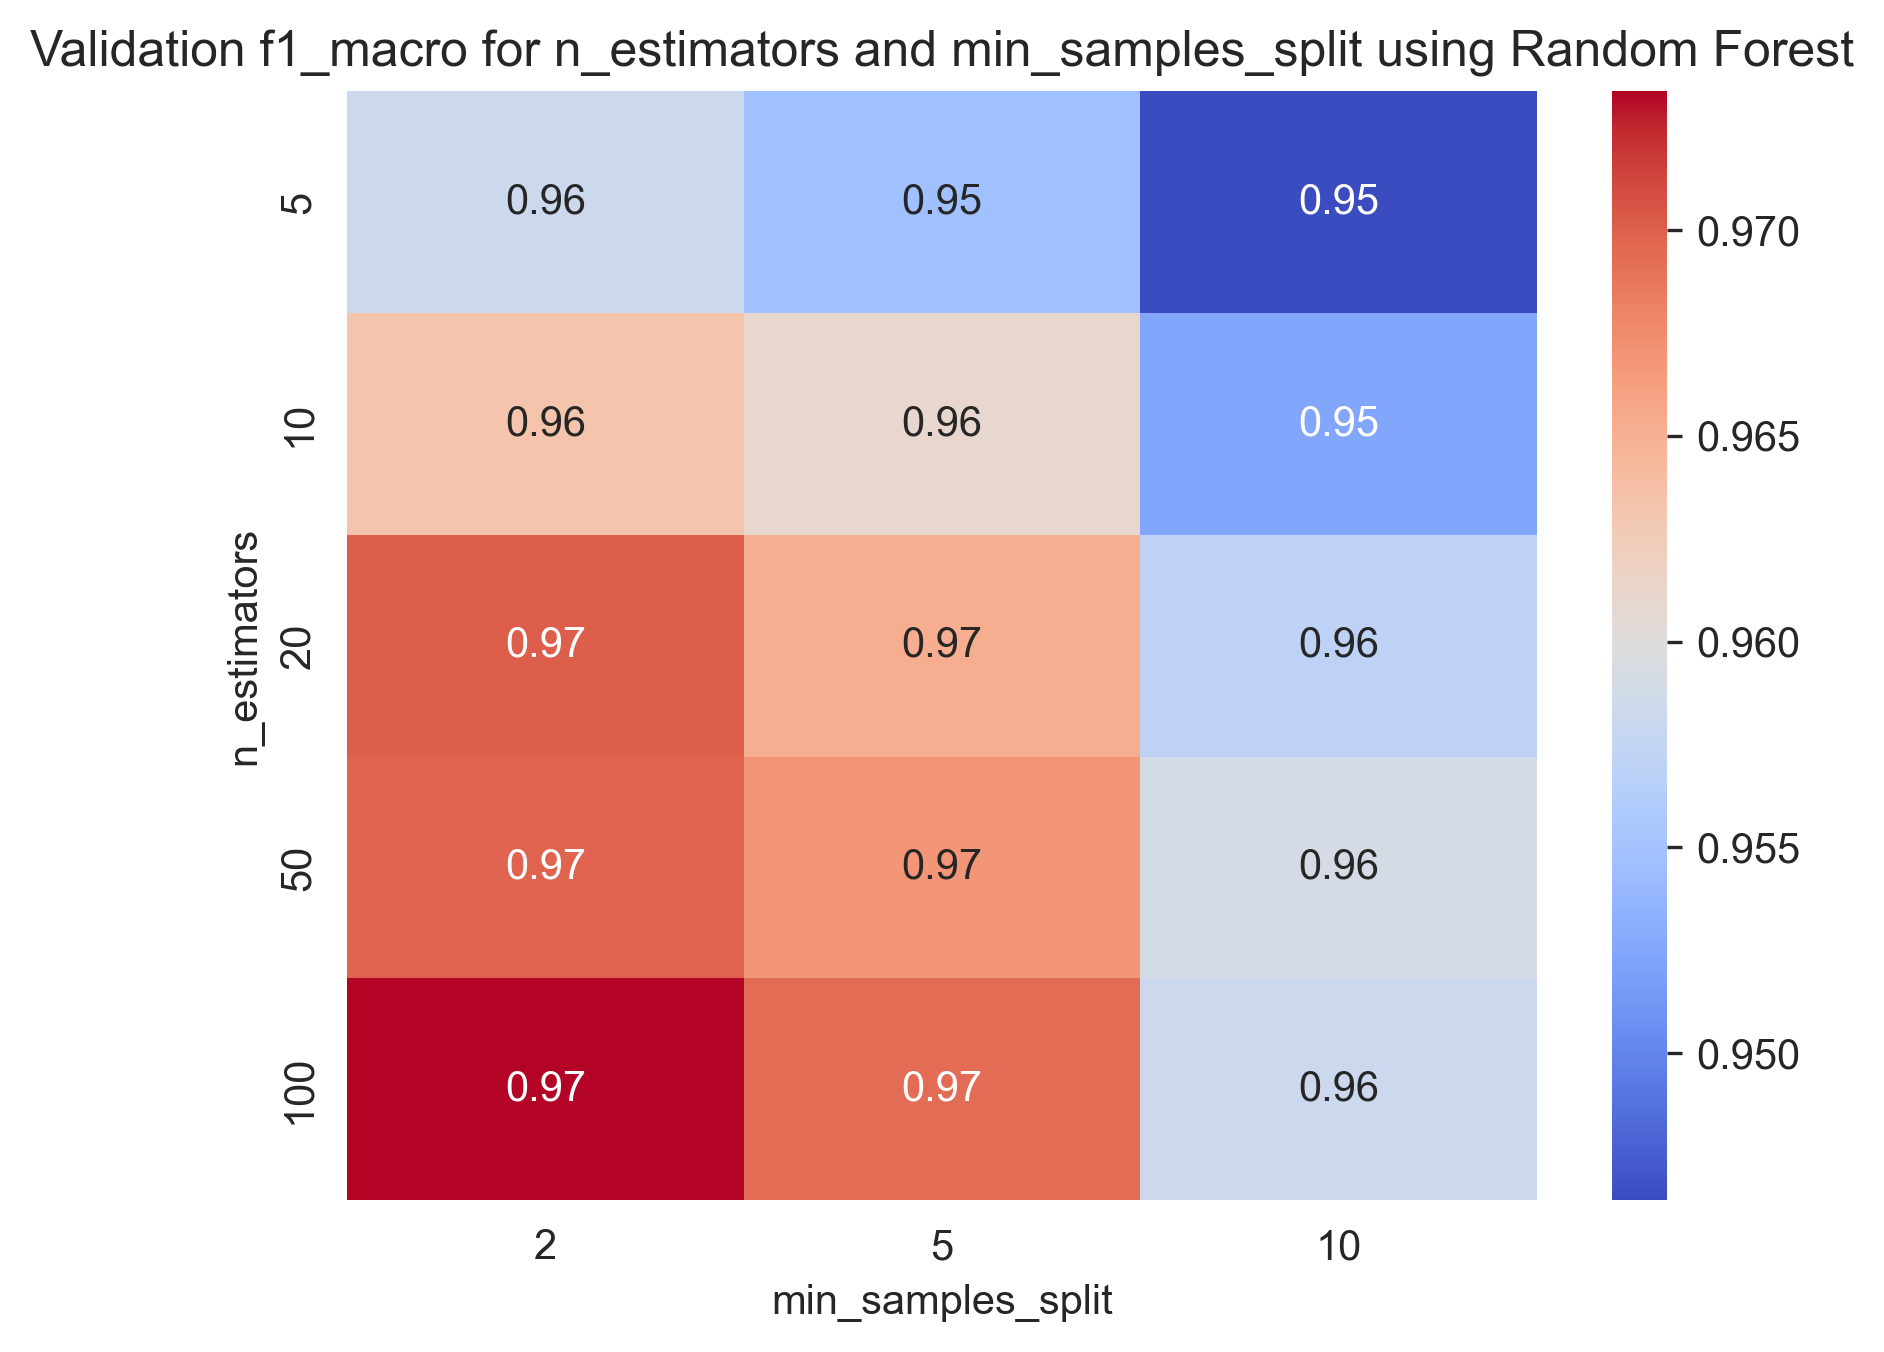 Validation f1_macro for n_estimators and min_samples_split using Random Forest
n_estimators
5 0.96 0.95 0.95
10 0.96 0.96 0.95
20 0.97 0.97 0.96
50 0.97 0.97 0.96
100 0.97 0.97 0.96
2 5 10
min_samples_split
0.970
0.965
0.960
0.955
0.950